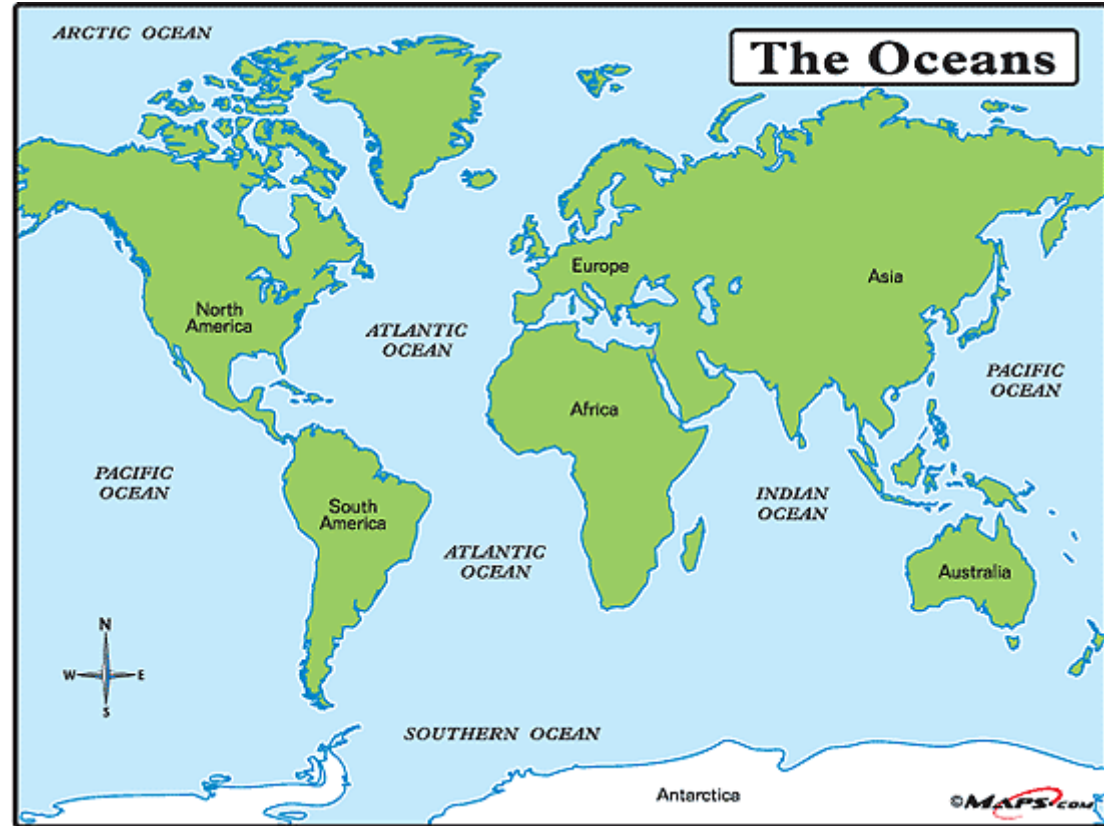 ARCTIC OCEAN
The Oceans
Europe
Asia
North
America
ATLANTIC
OCEAN
PACIFIC
OCEAN
Africa
PACIFIC
OCEAN
INDIAN
OCEAN
South
America
ATLANTIC
OCEAN
Australia
N
W E
S
SOUTHERN OCEAN
Antarctica
©MAPS.COM